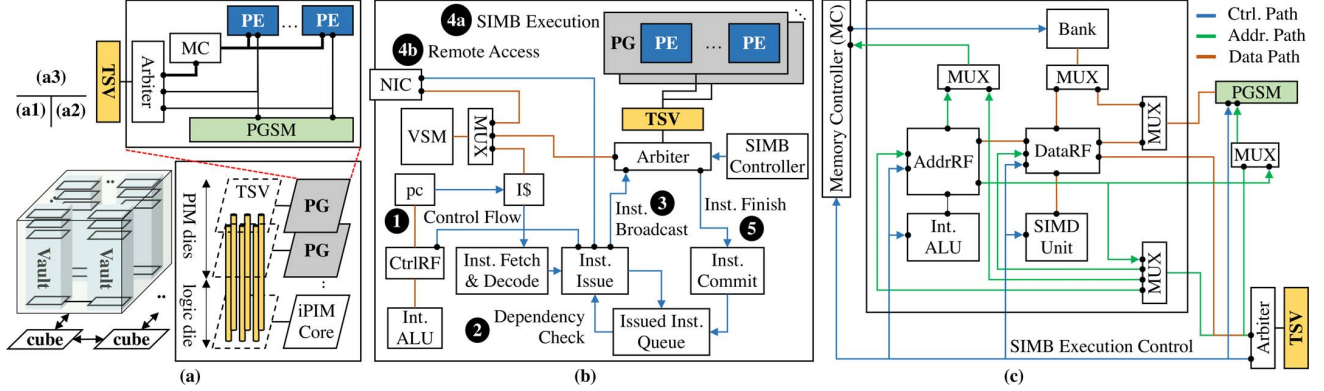 PE
...
PE
MC
TSV
Arbiter
(a3)
(a1)
(a2)
PGSM
TSV
PG
PG
PIM dies
logic die
iPIM
Core
Vault
Vault
..
..
cube
cube
(a)
4a
SIMB Execution
4b
Remote Access
PG
PE
...
PE
NIC
VSM
MUX
TSV
Arbiter
SIMB
Controller
pc
I$
1
Control Flow
Inst.
Broadcast
3
Inst. Finish
5
CtrlRF
Inst. Fetch
& Decode
Inst.
Issue
Inst.
Commit
Int.
ALU
2
Dependency
Check
Issued Inst.
Queue
(b)
Memory Controller (MC)
Bank
Ctrl. Path
Addr. Path
Data Path
MUX
MUX
MUX
PGSM
AddrRF
DataRF
MUX
Int.
ALU
SIMD
Unit
MUX
SIMB Execution Control
Arbiter
TSV
(c)